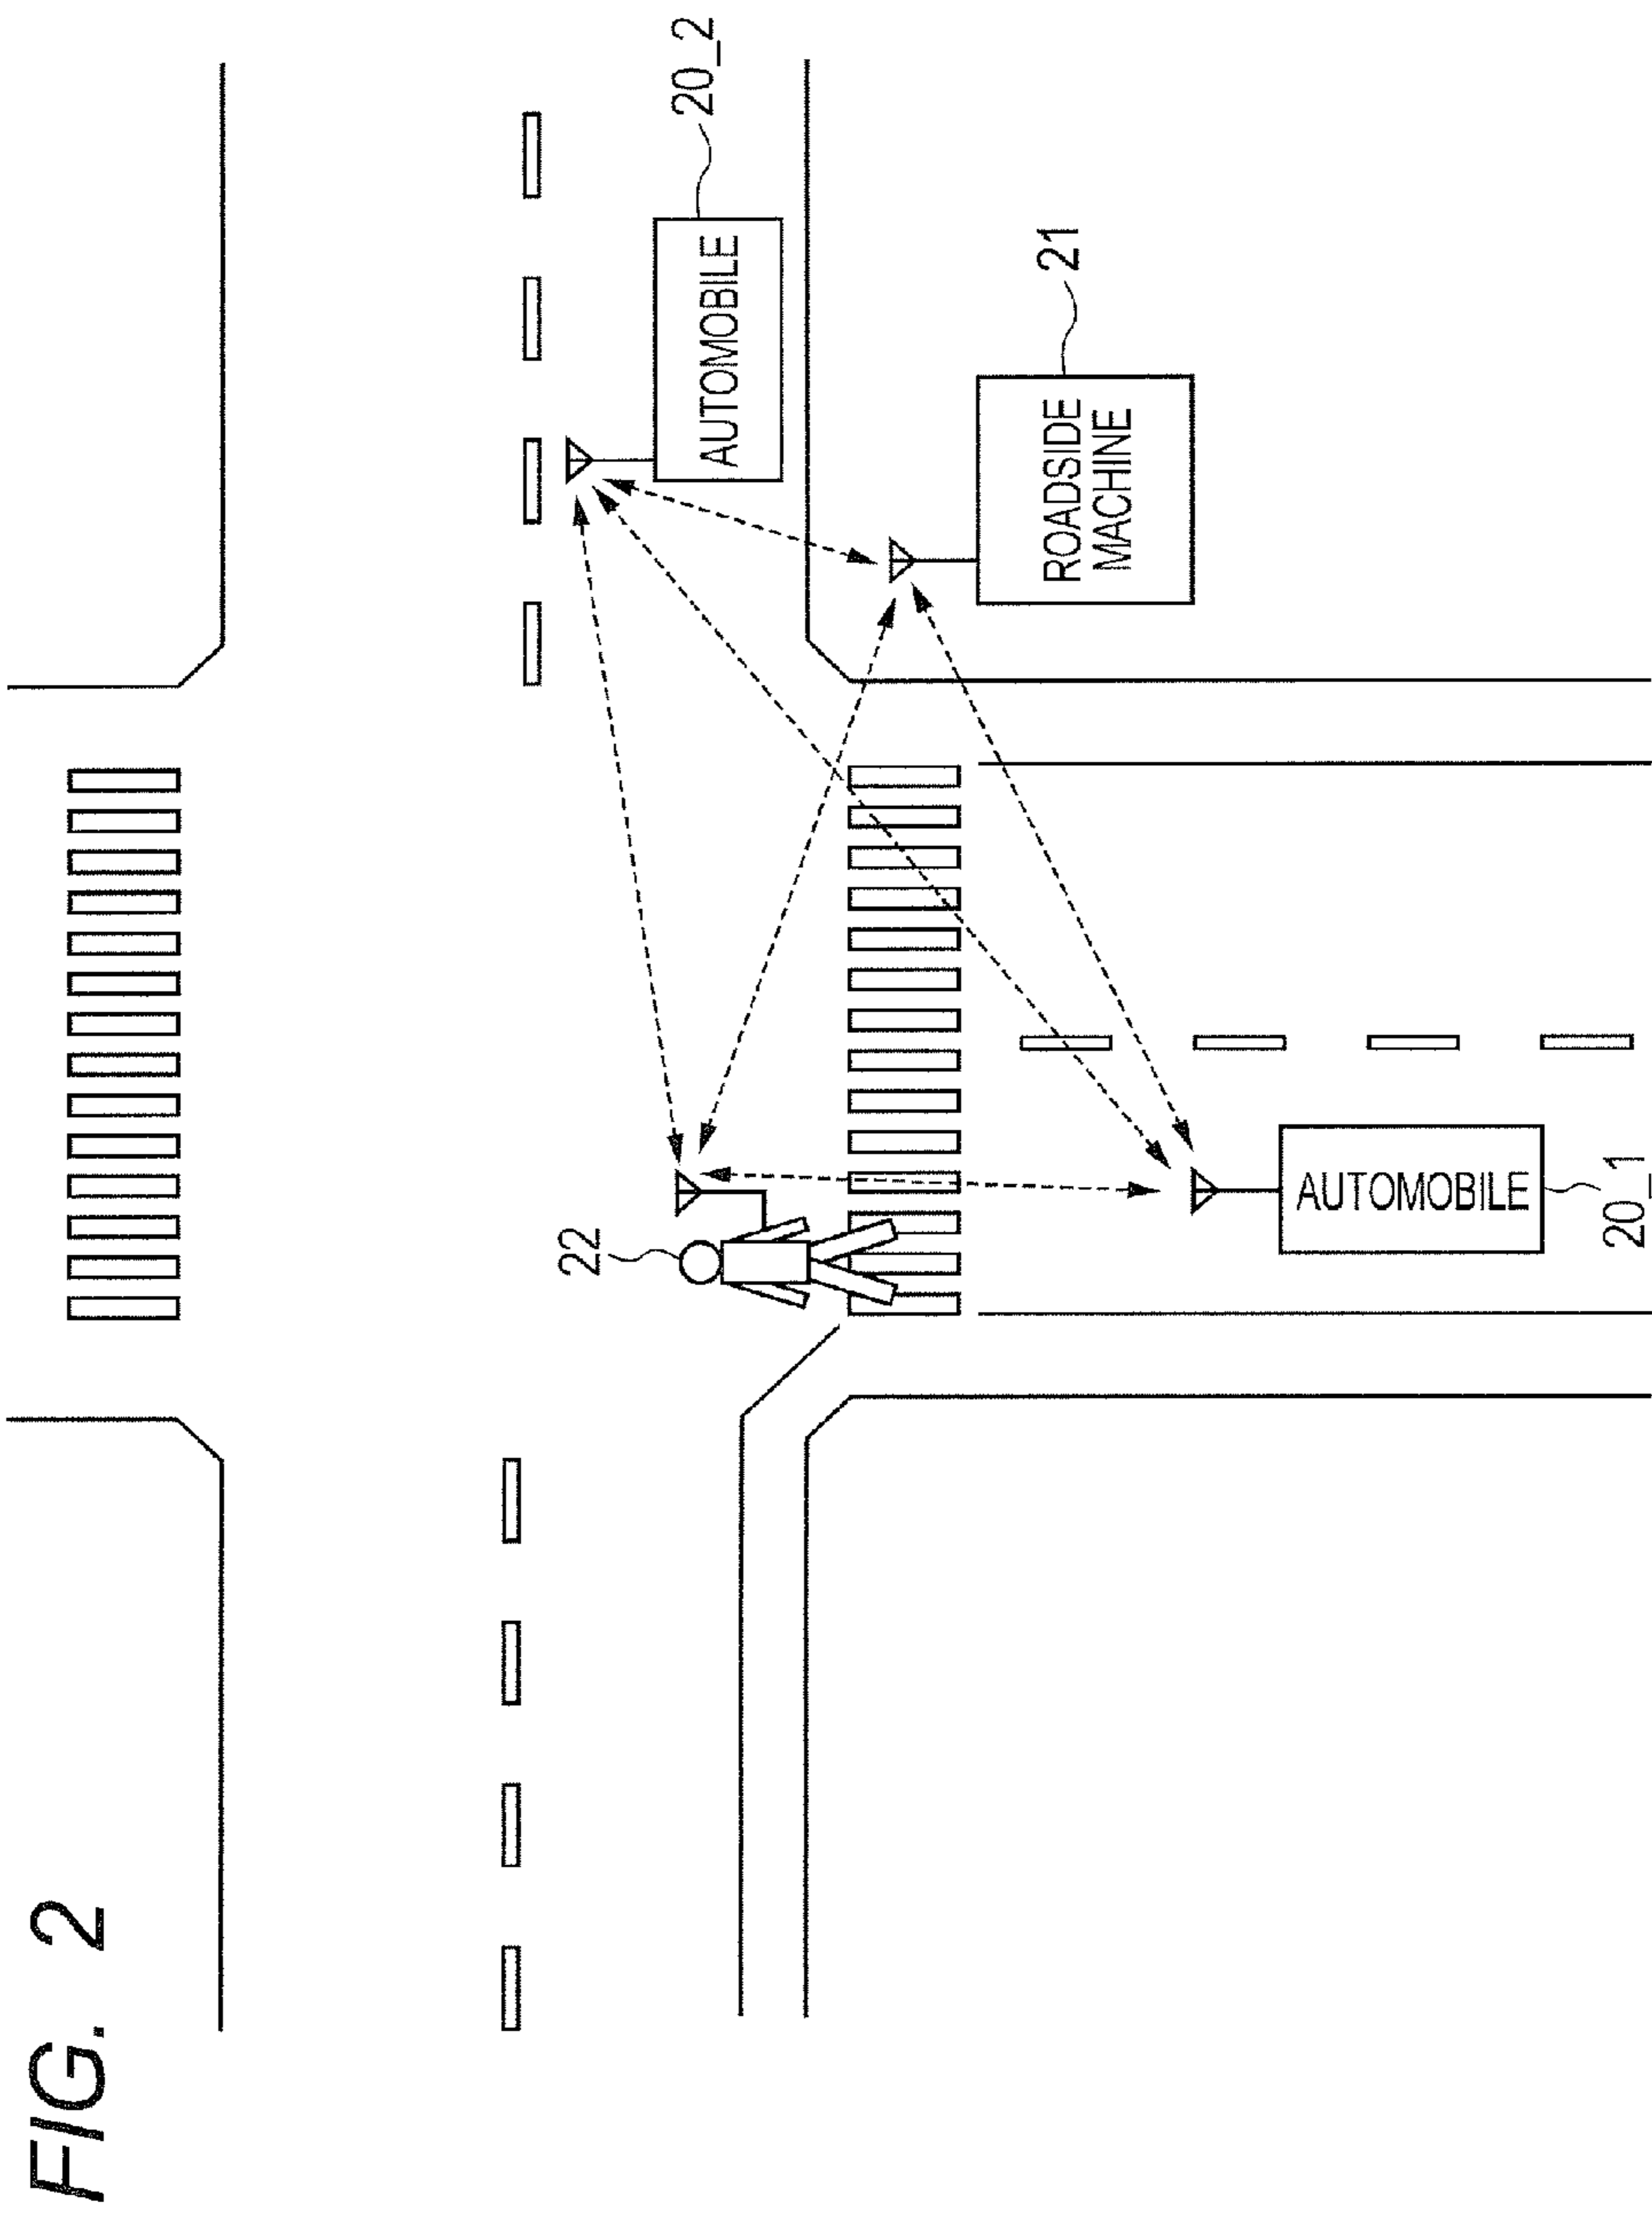 FIG. 2
20_2
AUTOMOBILE
21
ROADSIDE
MACHINE
22
AUTOMOBILE
20_1